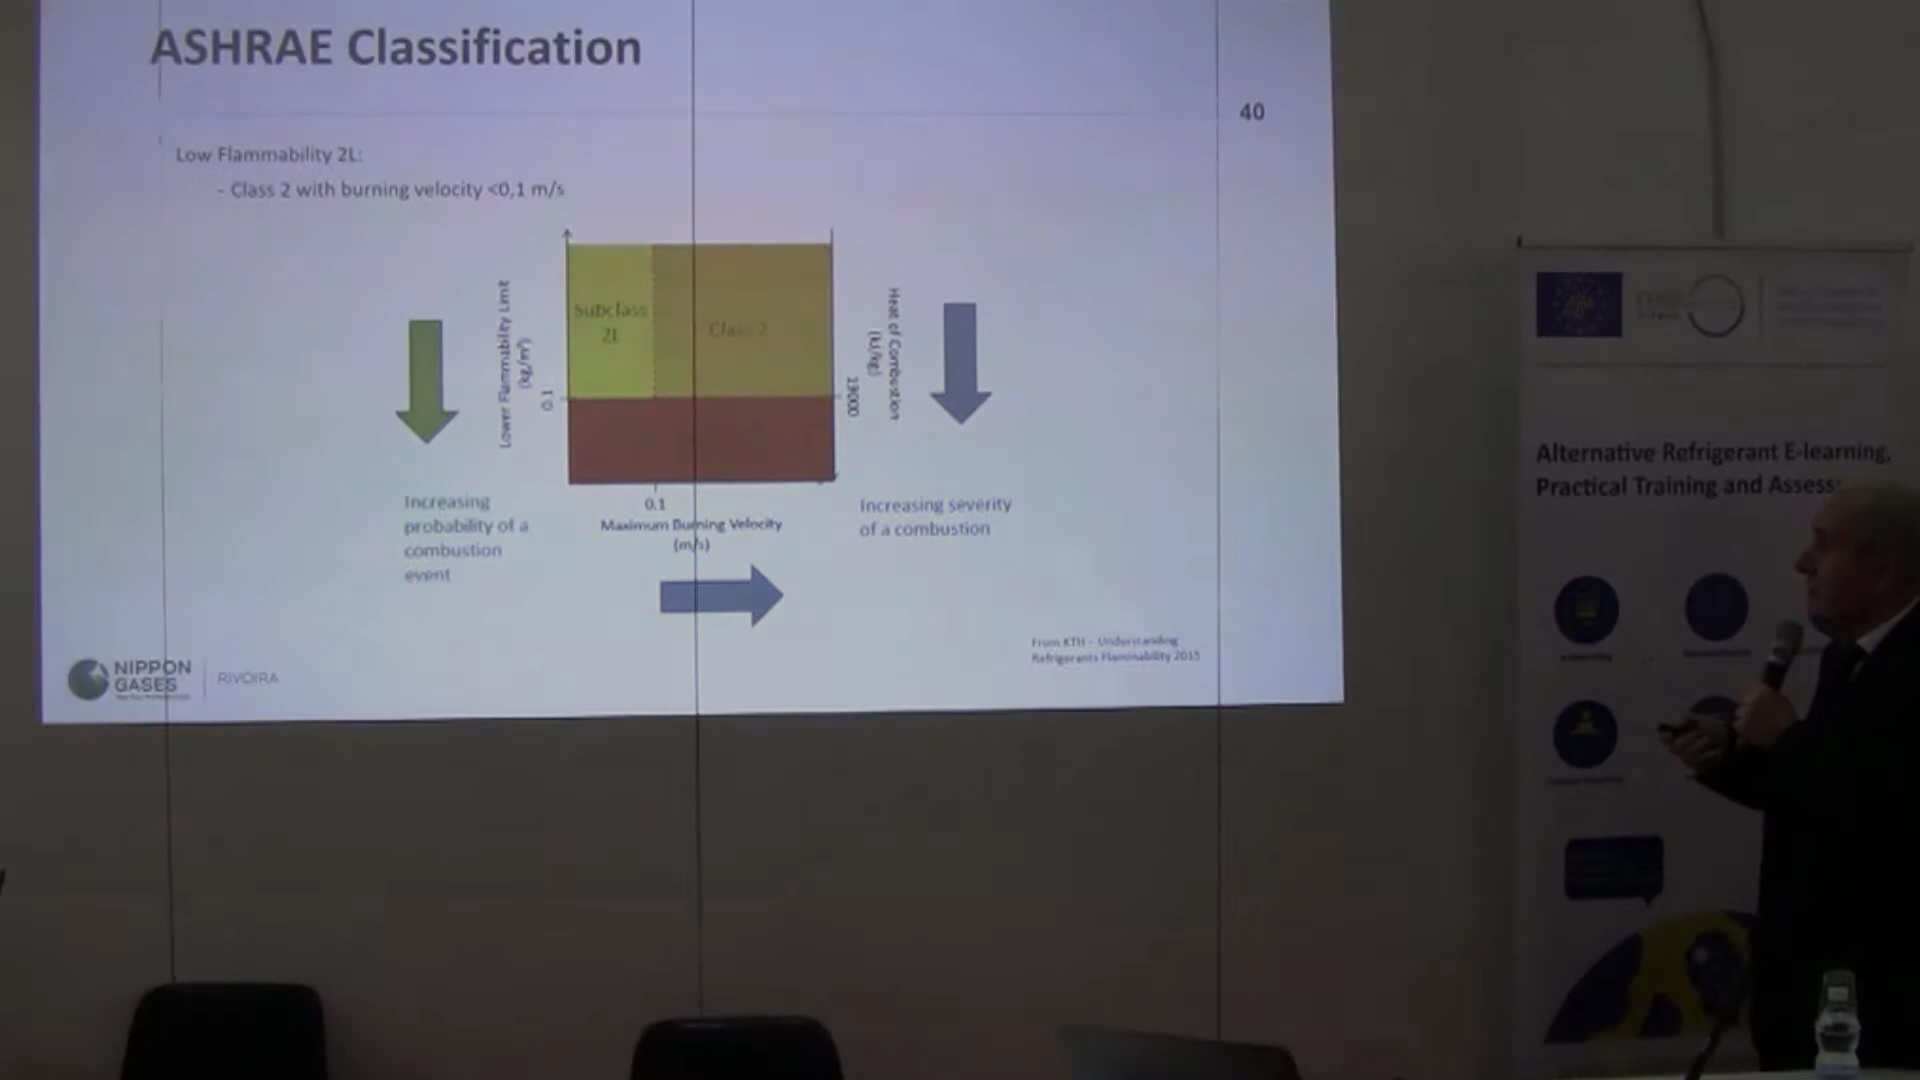 ASHRAE Classification
40
Low Flammability 2L:
- Class 2 with burning velocity <0,1 m/s
Subclass
2L
Class 2
Lower Flammability Limit
(kg/m³)
0.1
19000
Heat of Combustion
(kJ/kg)
0.1
Maximum Burning Velocity
(m/s)
Increasing
probability of a
combustion
event
Increasing severity
of a combustion
From KTH - Understanding
Refrigerants Flammability 2015
NIPPON
GASES
RIVOIRA
Alternative Refrigerant E-learning,
Practical Training and Assess